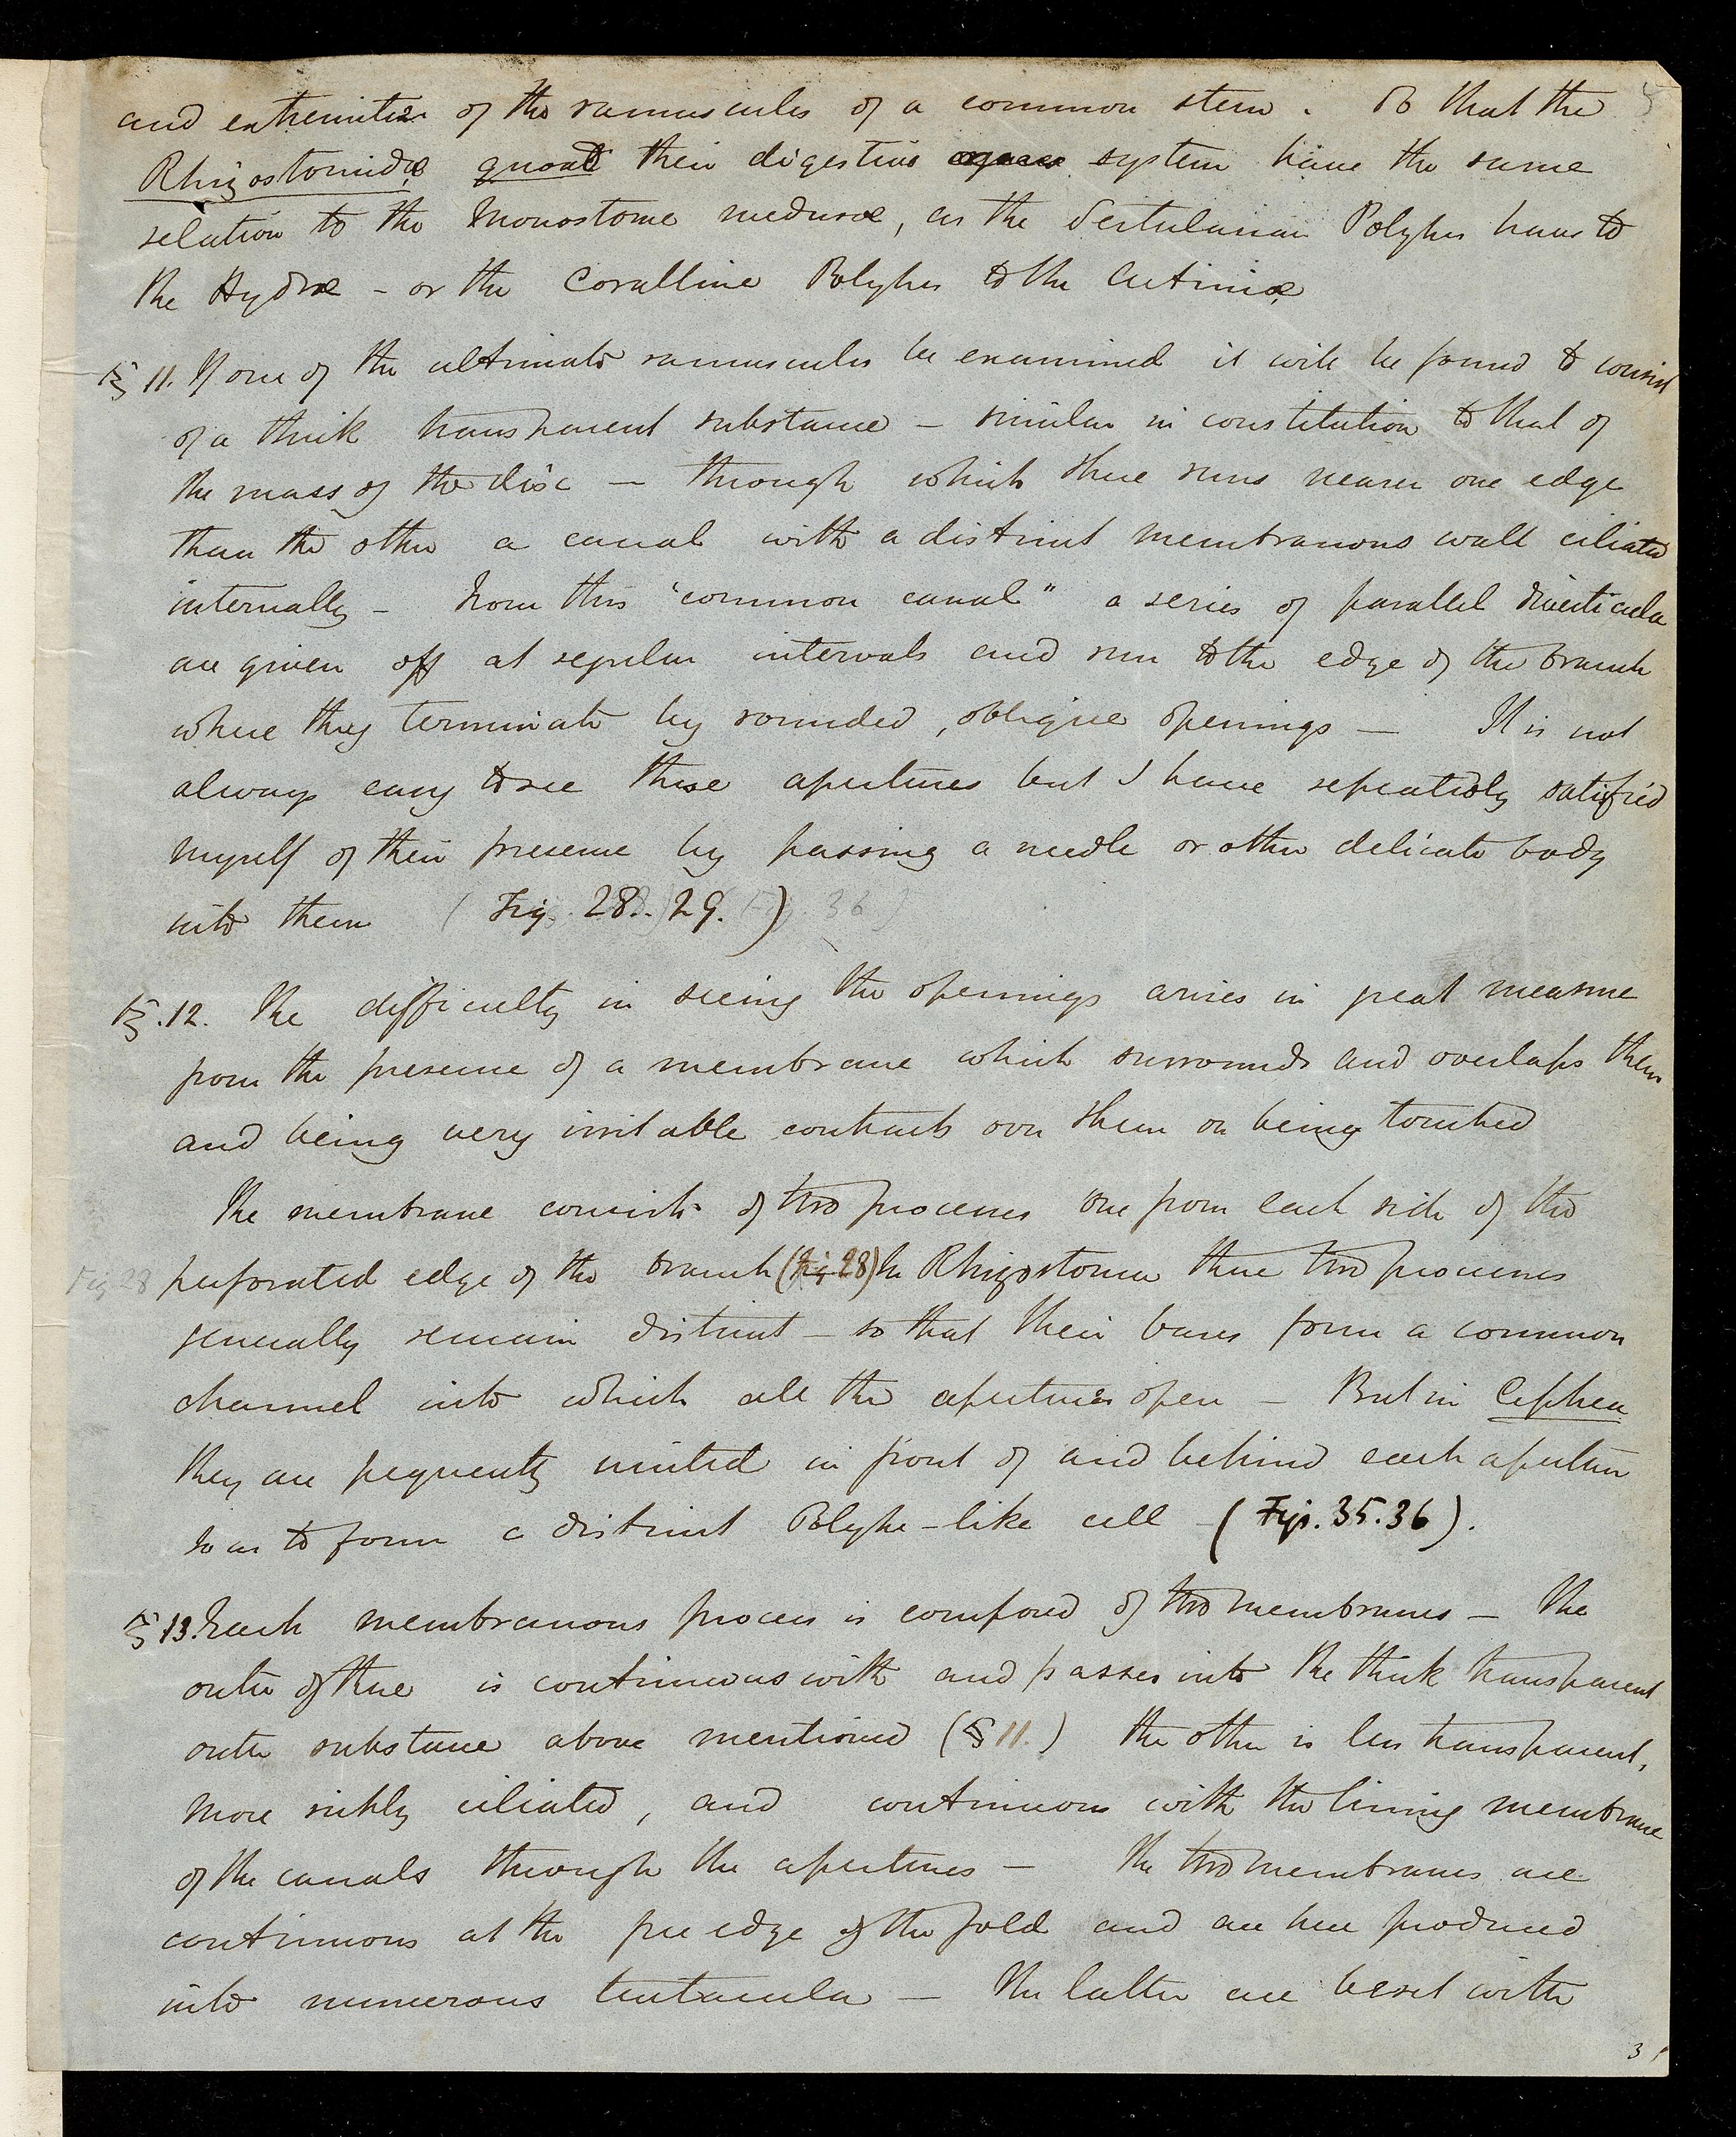 and extremities of the ramuscules of a common stem. So that the 5
Rhizostomidæ quoad their digestive system have the same
relation to the Monostome medusæ, as the Sertularian Polypes have to
the Hydræ - or the Coralline Polypes to the Actiniæ
§ 11. If one of the ultimate ramuscules be examined it will be found to consist
of a thick transparent substance — similar in constitution to that of
the mass of the disc — through which there runs nearer one edge
than the other a canal with a distinct membranous wall ciliated
internally - From this "common canal" a series of parallel diverticula
are given off at regular intervals and run to the edge of the branch
where they terminate by rounded, oblique openings — It is not
always easy to see these apertures but I have repeatedly satisfied
myself of their presence by passing a needle or other delicate body
into them (Fig. 28. 29.)
§.12. The difficulty in seeing the openings arises in great measure
from the presence of a membrane which surrounds and overlaps them
and being very irritable contracts over them on being touched
The membrane consists of two processes one from each side of the
Fig 28 perforated edge of the branch (fig 28) In Rhizostoma these two processes
generally remain distinct — so that their bases form a common
channel into which all the apertures open — But in Cephea
they are frequently united in front of and behind each aperture
so as to form a distinct Polype-like cell - (Figs. 35. 36).
§ 13. Each membranous process is composed of two membranes — The
outer of these is continuous with and passes into the thick transparent
outer substance above mentioned (§ 11.) the other is less transparent,
more richly ciliated, and continuous with the lining membrane
of the canals through the apertures — The two membranes are
continuous at the free edge of the fold and are here produced
into numerous tentacula — The latter are beset with
3